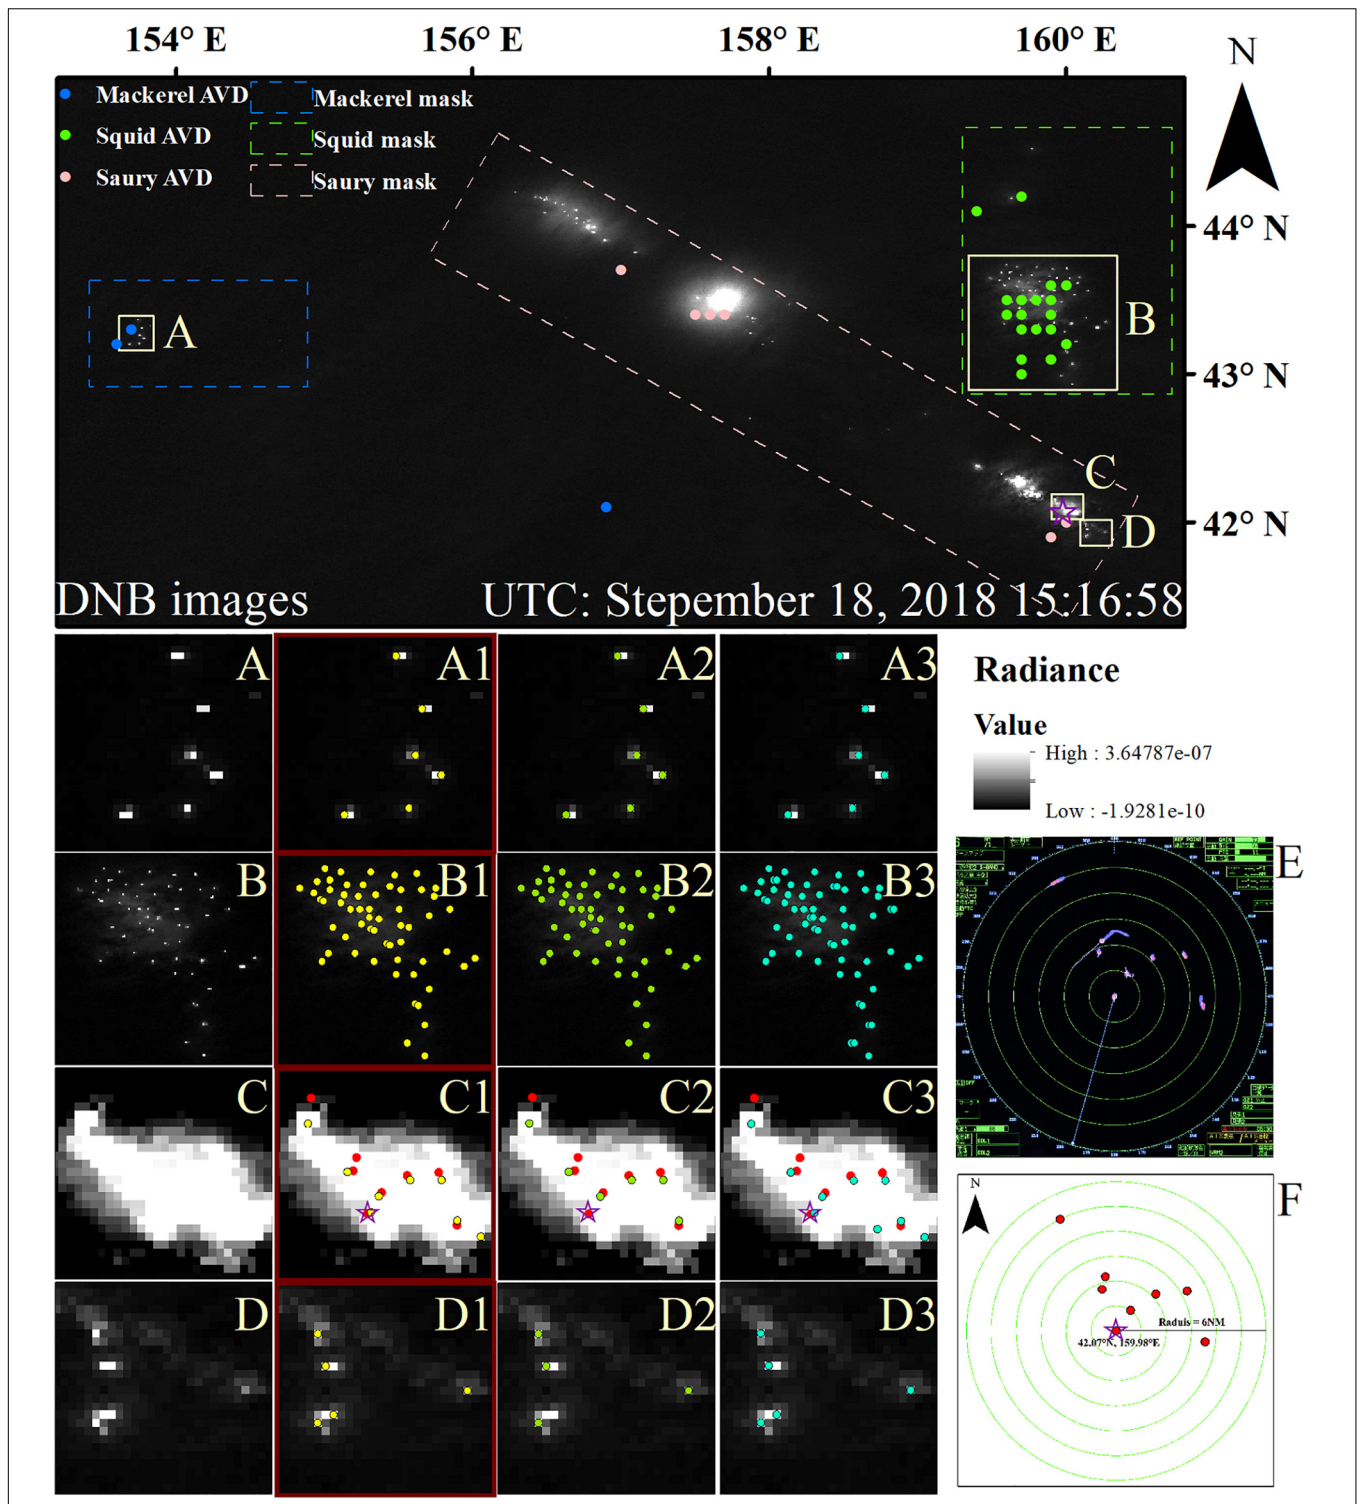 154° E 156° E 158° E 160° E
N
Mackerel AVD Mackerel mask
Squid AVD Squid mask
Saury AVD Saury mask
44° N
A
B
43° N
C
42° N
D
DNB images UTC: Stepember 18, 2018 15:16:58
A A1 A2 A3
Radiance
Value
High : 3.64787e-07
Low : -1.9281e-10
B B1 B2 B3
E
C C1 C2 C3
F
N
Raduis = 6NM
42.07°N, 159.98°E
D D1 D2 D3